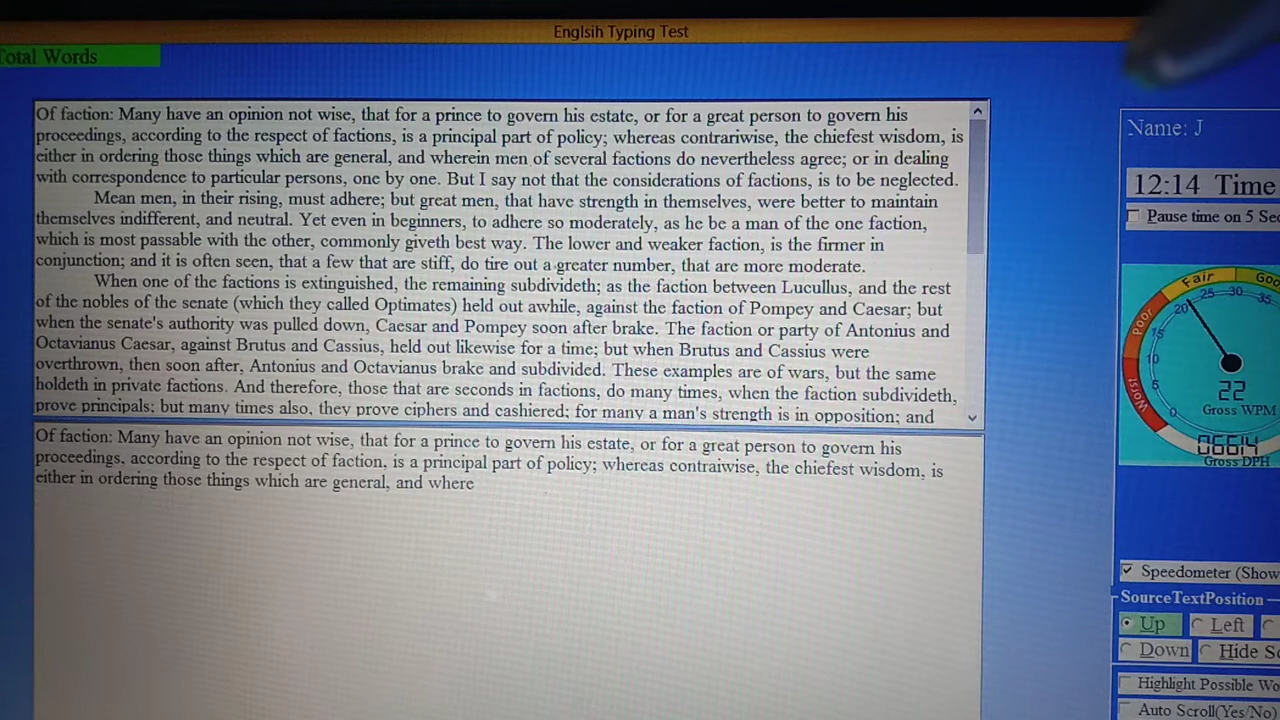 Englsih Typing Test
Total Words
Of faction: Many have an opinion not wise, that for a prince to govern his estate, or for a great person to govern his
proceedings, according to the respect of factions, is a principal part of policy; whereas contrariwise, the chiefest wisdom, is
either in ordering those things which are general, and wherein men of several factions do nevertheless agree; or in dealing
with correspondence to particular persons, one by one. But I say not that the considerations of factions, is to be neglected.
Mean men, in their rising, must adhere; but great men, that have strength in themselves, were better to maintain
themselves indifferent, and neutral. Yet even in beginners, to adhere so moderately, as he be a man of the one faction,
which is most passable with the other, commonly giveth best way. The lower and weaker faction, is the firmer in
conjunction; and it is often seen, that a few that are stiff, do tire out a greater number, that are more moderate.
When one of the factions is extinguished, the remaining subdivideth; as the faction between Lucullus, and the rest
of the nobles of the senate (which they called Optimates) held out awhile, against the faction of Pompey and Caesar; but
when the senate's authority was pulled down, Caesar and Pompey soon after brake. The faction or party of Antonius and
Octavianus Caesar, against Brutus and Cassius, held out likewise for a time; but when Brutus and Cassius were
overthrown, then soon after, Antonius and Octavianus brake and subdivided. These examples are of wars, but the same
holdeth in private factions. And therefore, those that are seconds in factions, do many times, when the faction subdivideth,
prove principals; but many times also, they prove ciphers and cashiered; for many a man's strength is in opposition; and
Of faction: Many have an opinion not wise, that for a prince to govern his estate, or for a great person to govern his
proceedings, according to the respect of faction, is a principal part of policy; whereas contraiwise, the chiefest wisdom, is
either in ordering those things which are general, and where
Name: J
12:14 Time
Pause time on 5 Sec
Worst Poor Fair Goo
0 5 10 15 20 25 30 35
22
Gross WPM
00614
Gross DPH
Speedometer (Show
SourceTextPosition
Up Left
Down Hide So
Highlight Possible Wo
Auto Scroll(Yes/No)